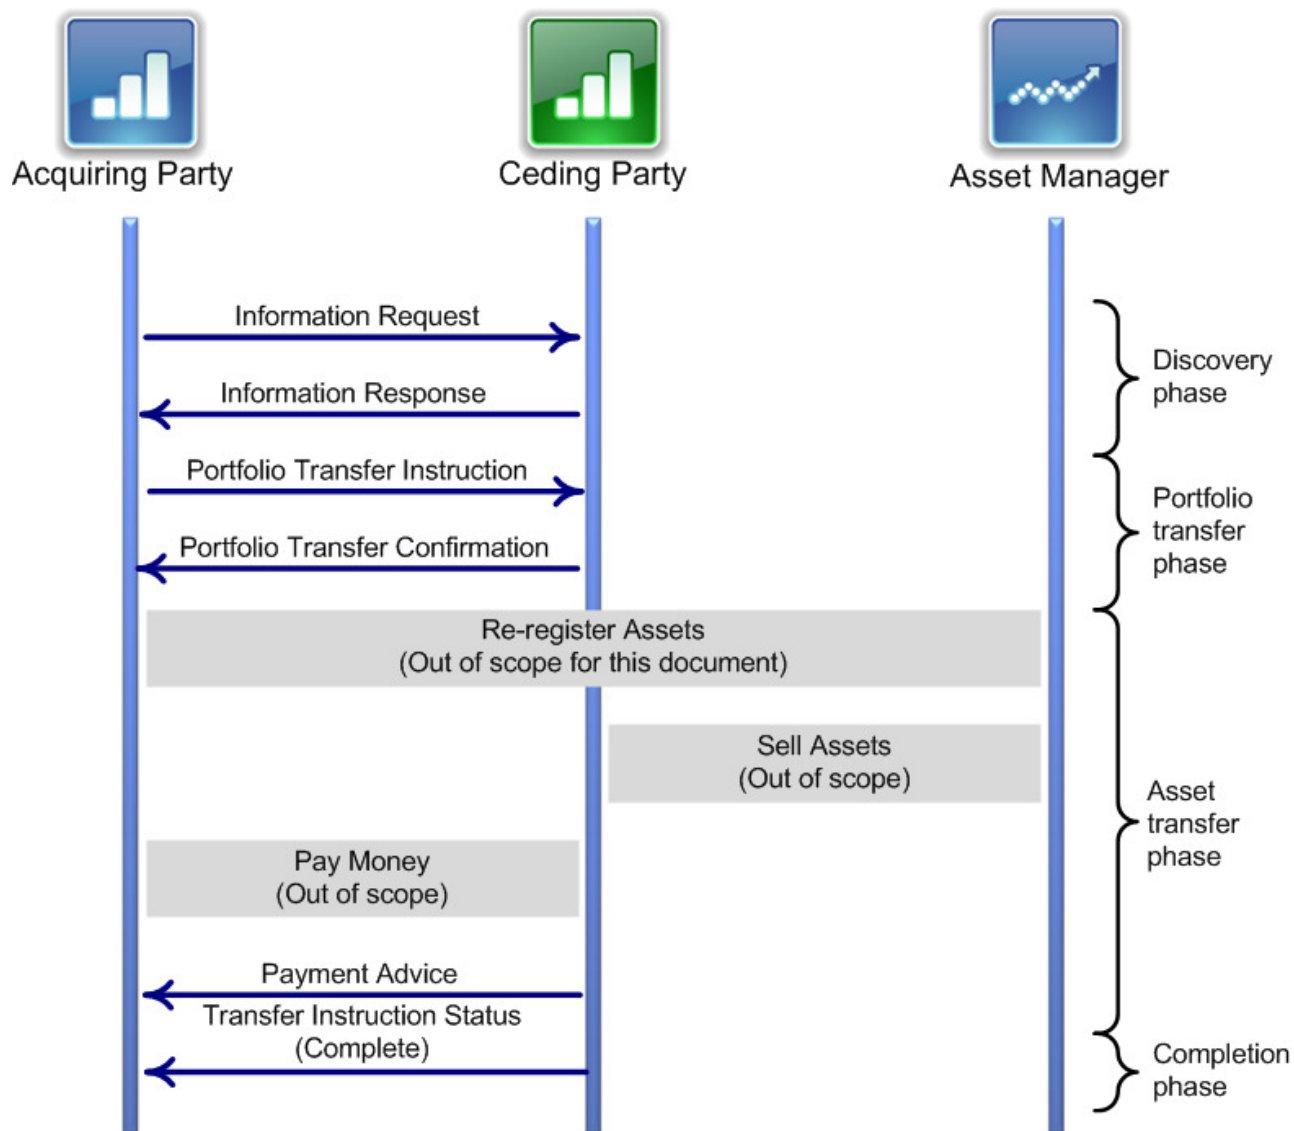 Acquiring Party
Ceding Party
Asset Manager
Information Request
Information Response
Discovery
phase
Portfolio Transfer Instruction
Portfolio Transfer Confirmation
Portfolio
transfer
phase
Re-register Assets
(Out of scope for this document)
Sell Assets
(Out of scope)
Pay Money
(Out of scope)
Asset
transfer
phase
Payment Advice
Transfer Instruction Status
(Complete)
Completion
phase